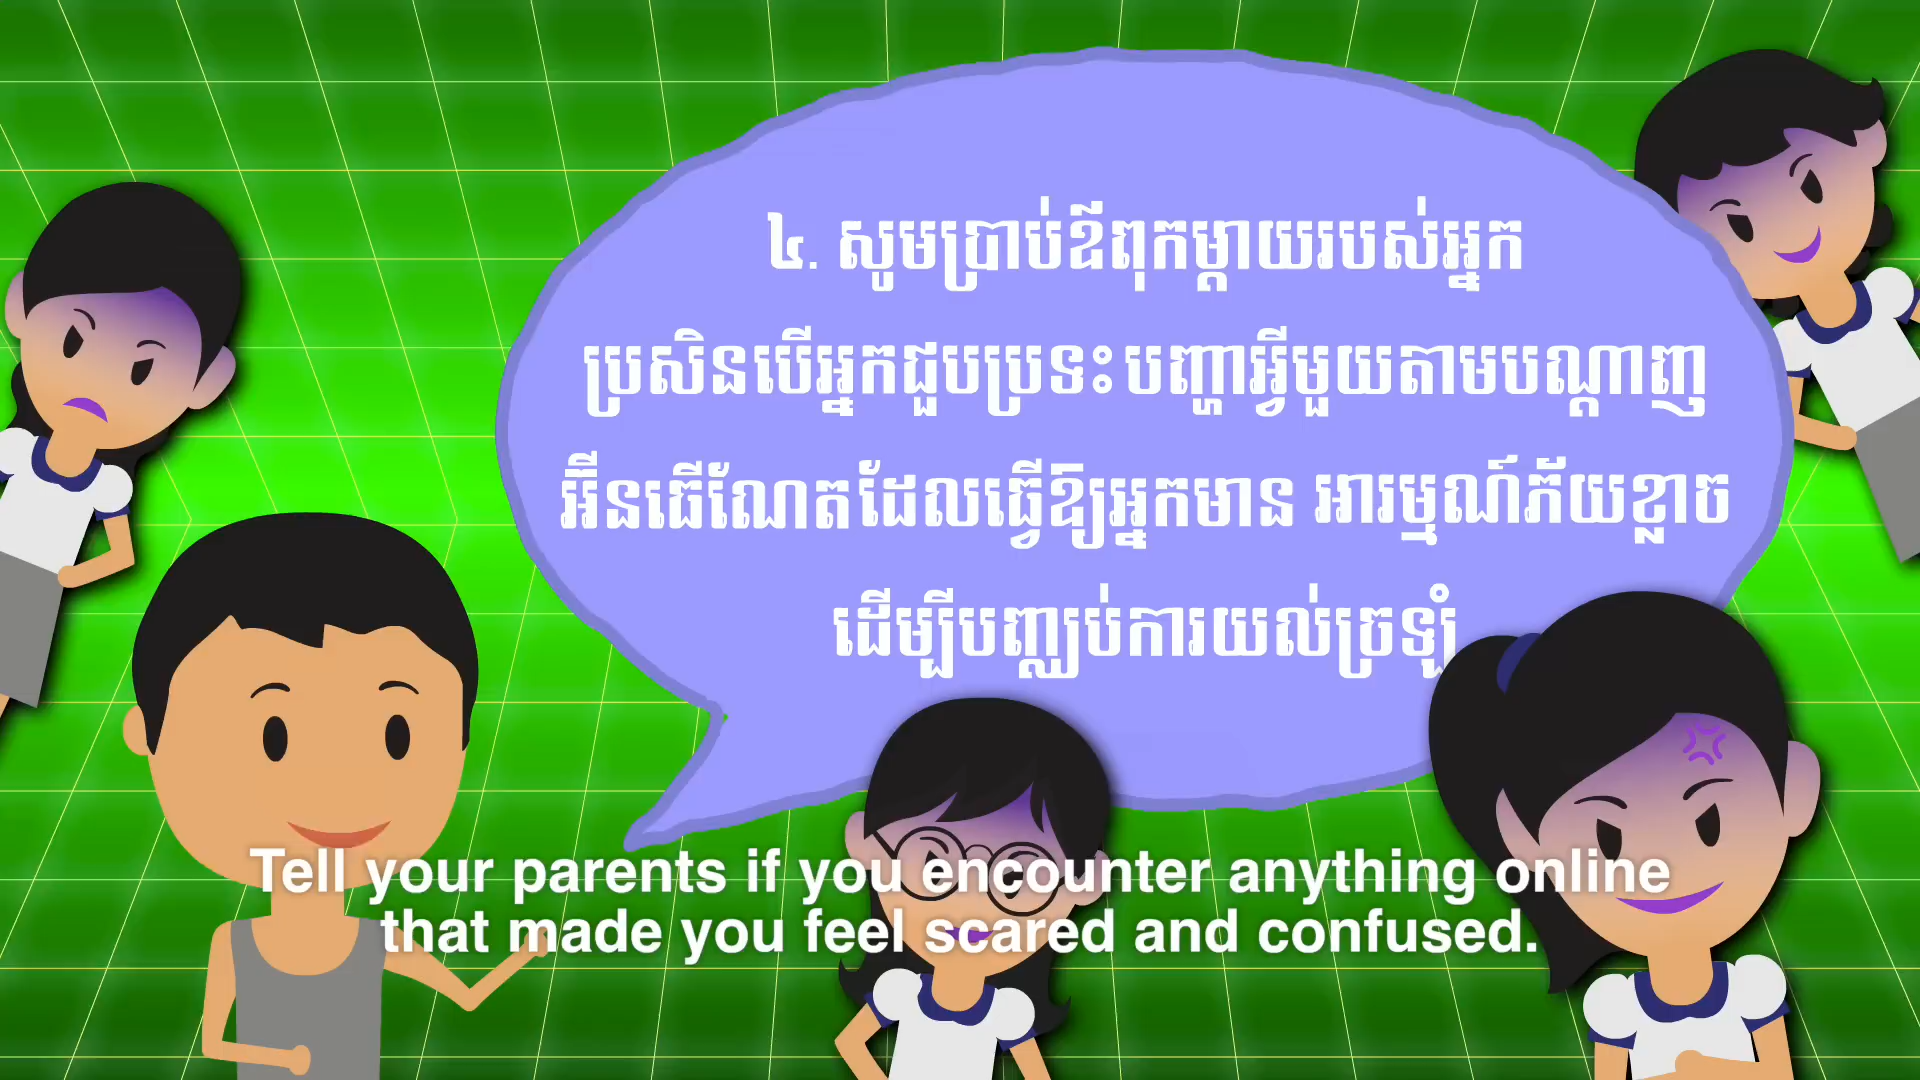 ៤. សូមប្រាប់ឪពុកម្តាយរបស់អ្នក
ប្រសិនបើអ្នកជួបប្រទះបញ្ហាអ្វីមួយតាមបណ្តាញ
អ៊ីនធើណែតដែលធ្វើឱ្យអ្នកមាន អារម្មណ៍ភ័យខ្លាច
ដើម្បីបញ្ឈប់ការយល់ច្រឡំ
Tell your parents if you encounter anything online
that made you feel scared and confused.